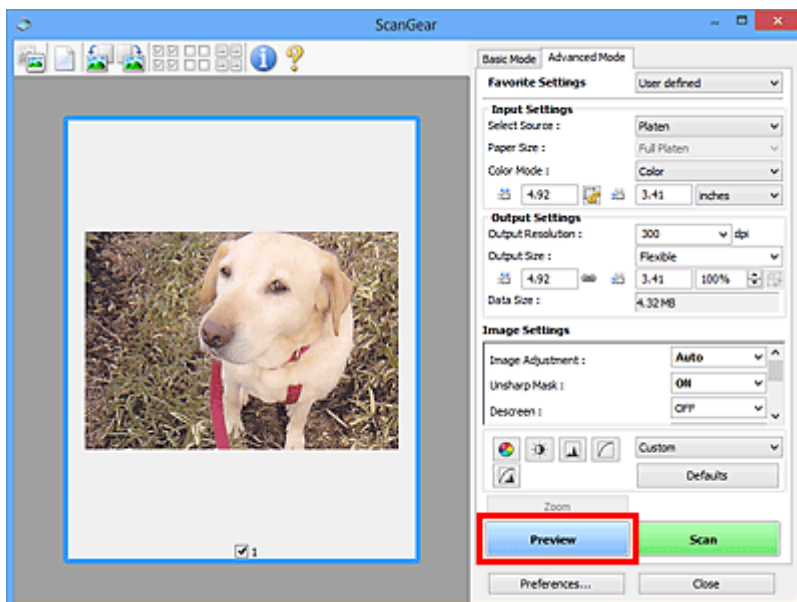 ScanGear
Basic Mode Advanced Mode
Favorite Settings User defined
Input Settings
Select Source : Platen
Paper Size : Full Platen
Color Mode : Color
4.92 3.41 inches
Output Settings
Output Resolution : 300 dpi
Output Size : Flexible
4.92 3.41 100%
Data Size : 4.32 MB
Image Settings
Image Adjustment : Auto
Unsharp Mask : ON
Descreen : OFF
Custom
Defaults
Zoom
Preview Scan
1
Preferences... Close